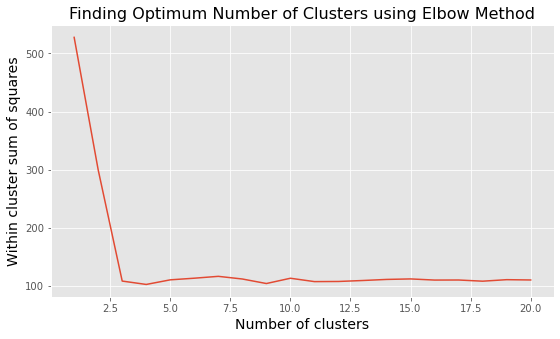 Finding Optimum Number of Clusters using Elbow Method
Within cluster sum of squares
500
400
300
200
100
2.5 5.0 7.5 10.0 12.5 15.0 17.5 20.0
Number of clusters